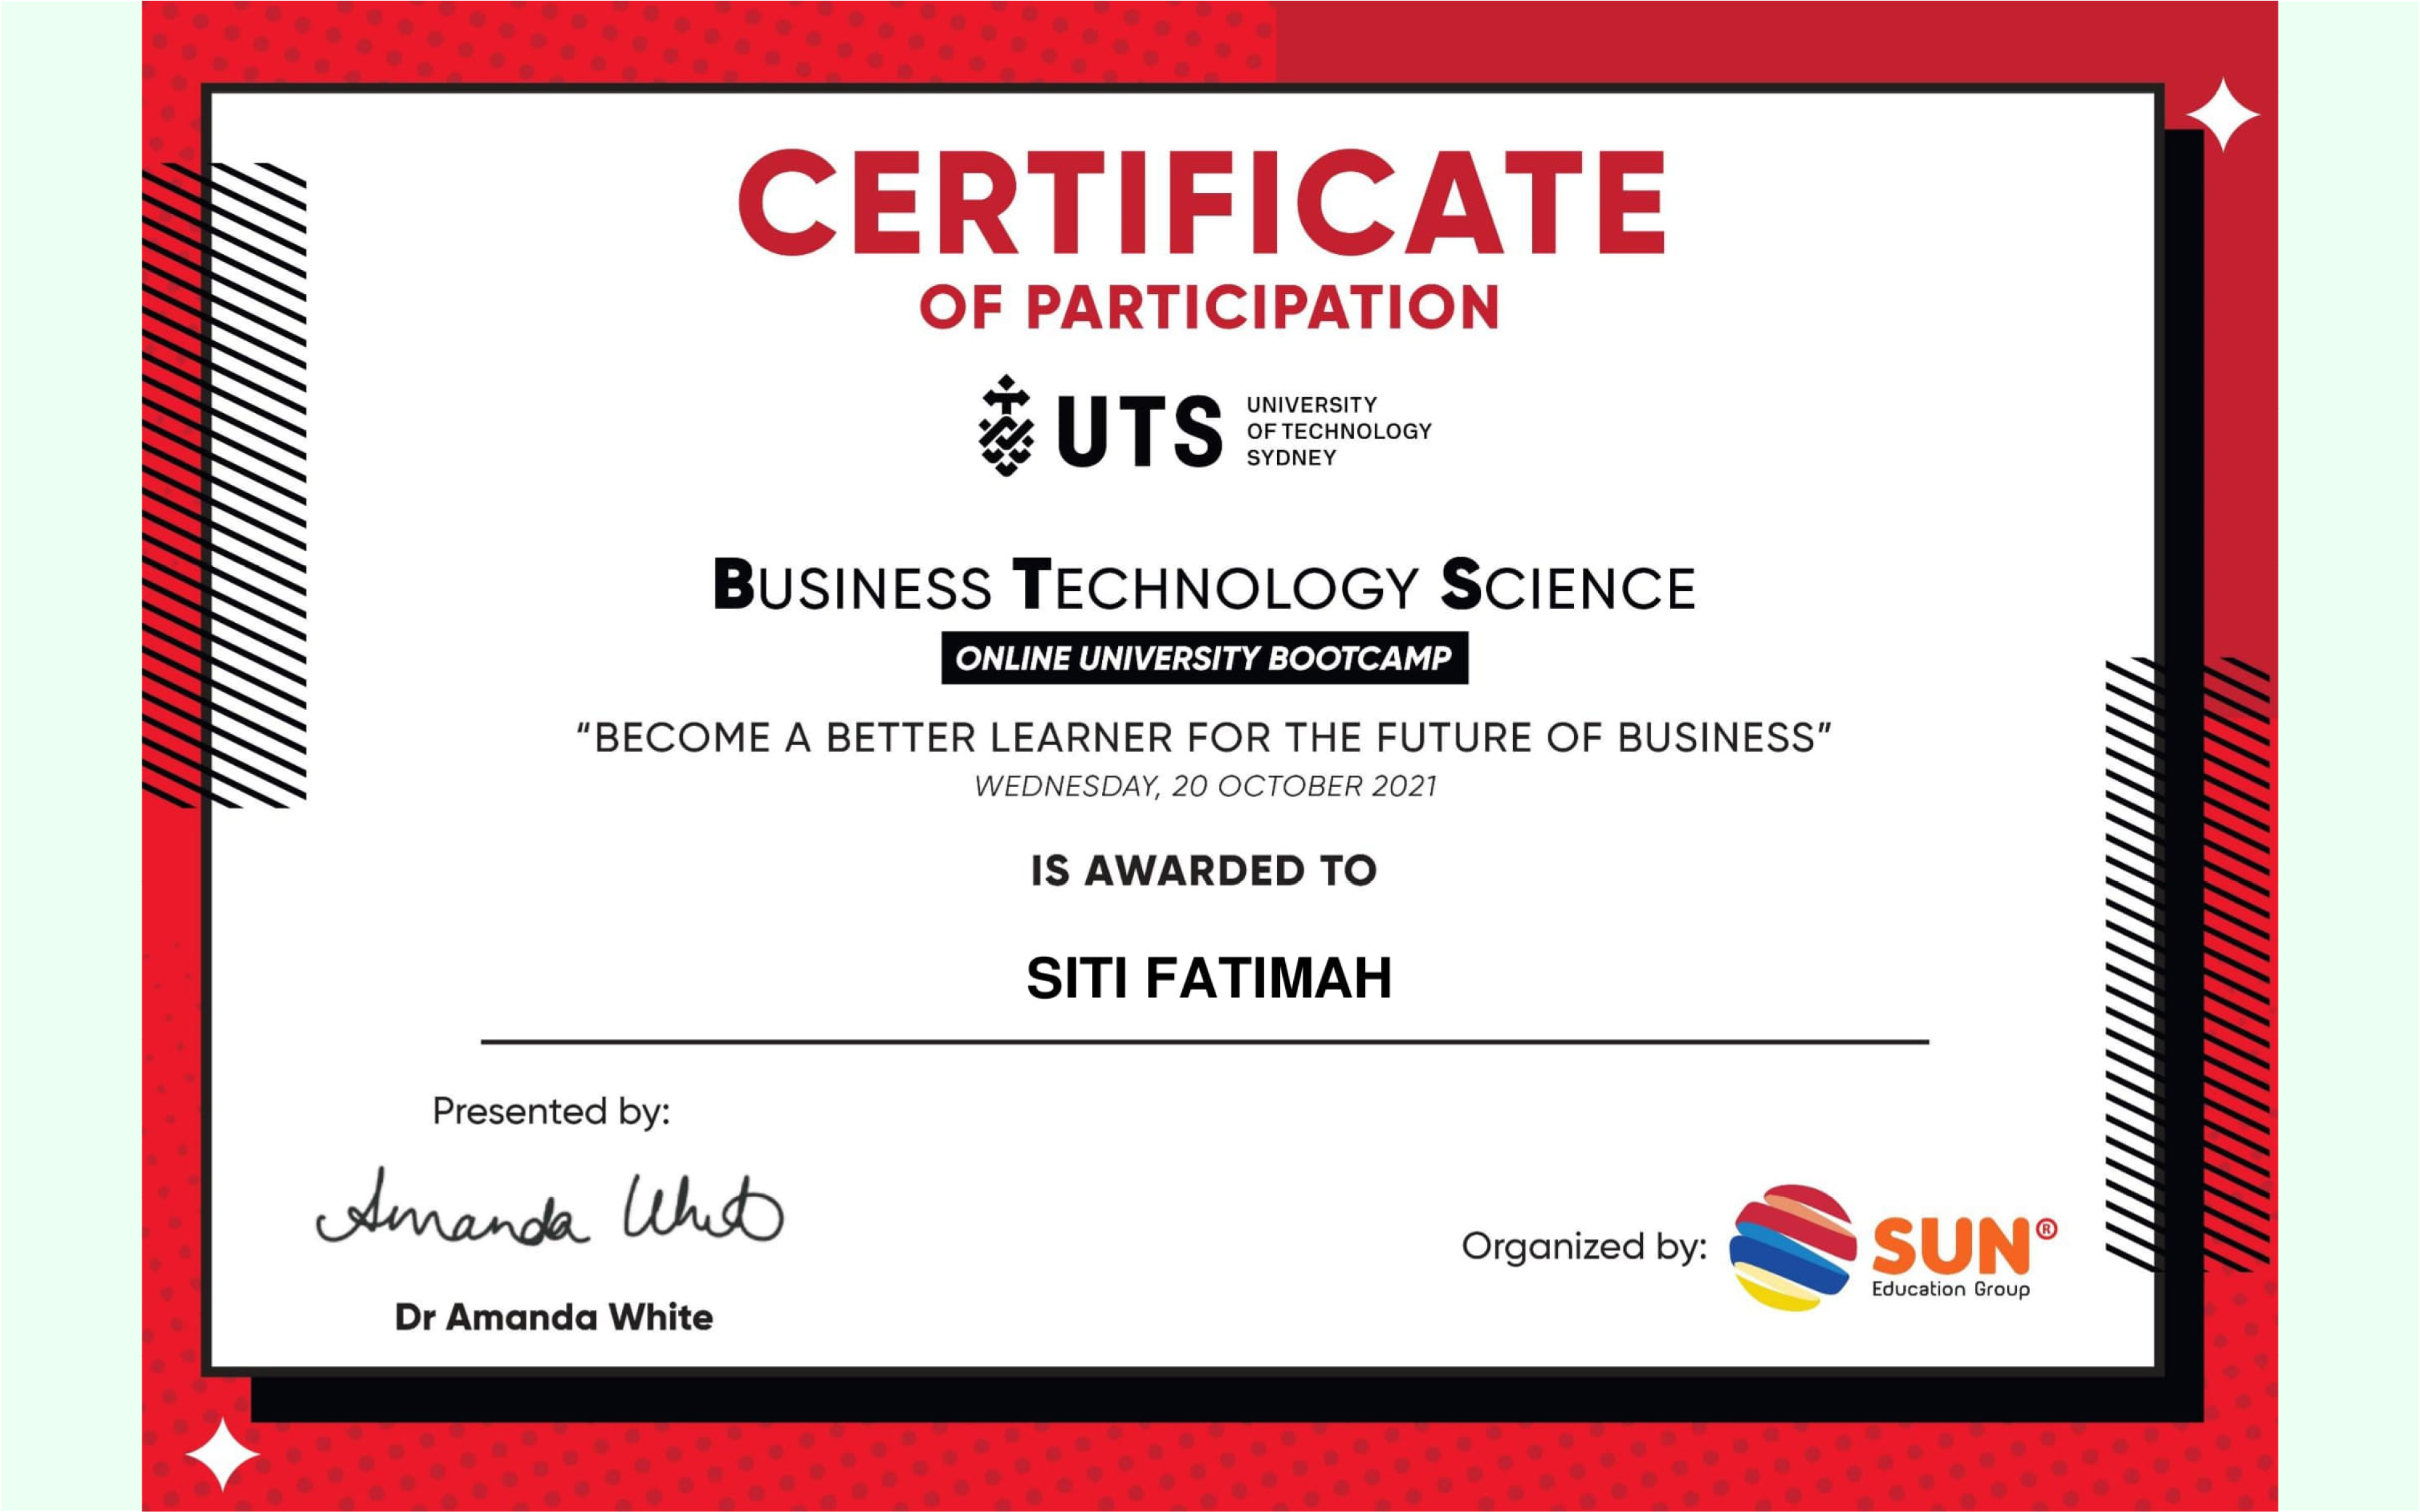 CERTIFICATE
OF PARTICIPATION
UTS
UNIVERSITY
OF TECHNOLOGY
SYDNEY
BUSINESS TECHNOLOGY SCIENCE
ONLINE UNIVERSITY BOOTCAMP
“BECOME A BETTER LEARNER FOR THE FUTURE OF BUSINESS”
WEDNESDAY, 20 OCTOBER 2021
IS AWARDED TO
SITI FATIMAH
Presented by:
Amanda White
Dr Amanda White
Organized by:
SUN®
Education Group